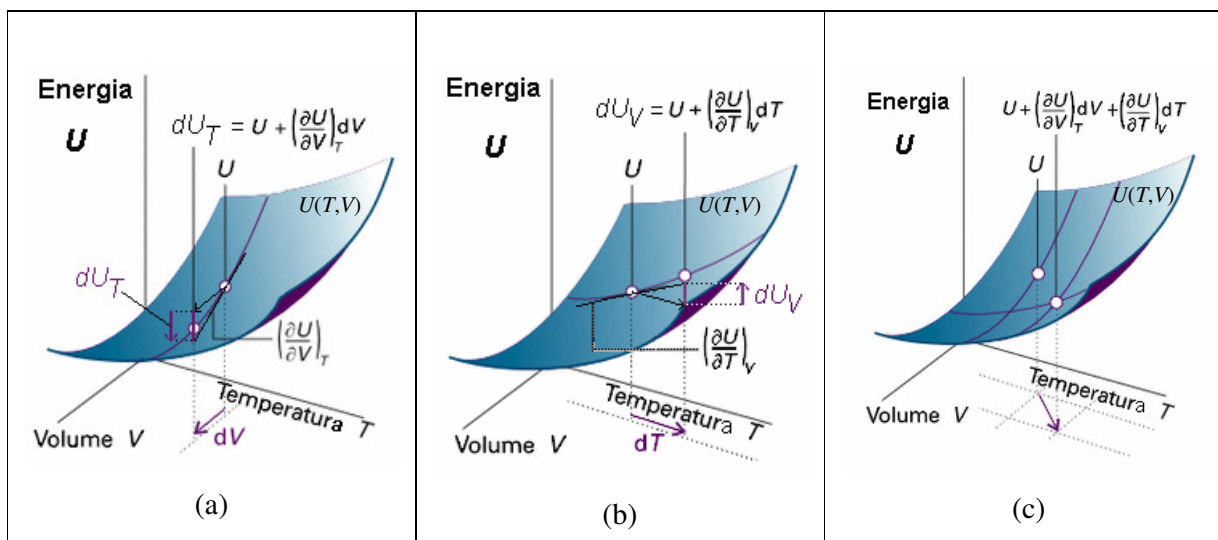 Energia
U
dU_T = U + (∂U/∂V)_T dV
U
U(T,V)
dU_T
(∂U/∂V)_T
Temperatura T
Volume V
dV
(a)
Energia
U
dU_V = U + (∂U/∂T)_V dT
U
U(T,V)
dU_V
(∂U/∂T)_V
Temperatura T
Volume V
dT
(b)
Energia
U
U + (∂U/∂V)_T dV + (∂U/∂T)_V dT
U
U(T,V)
Temperatura T
Volume V
(c)